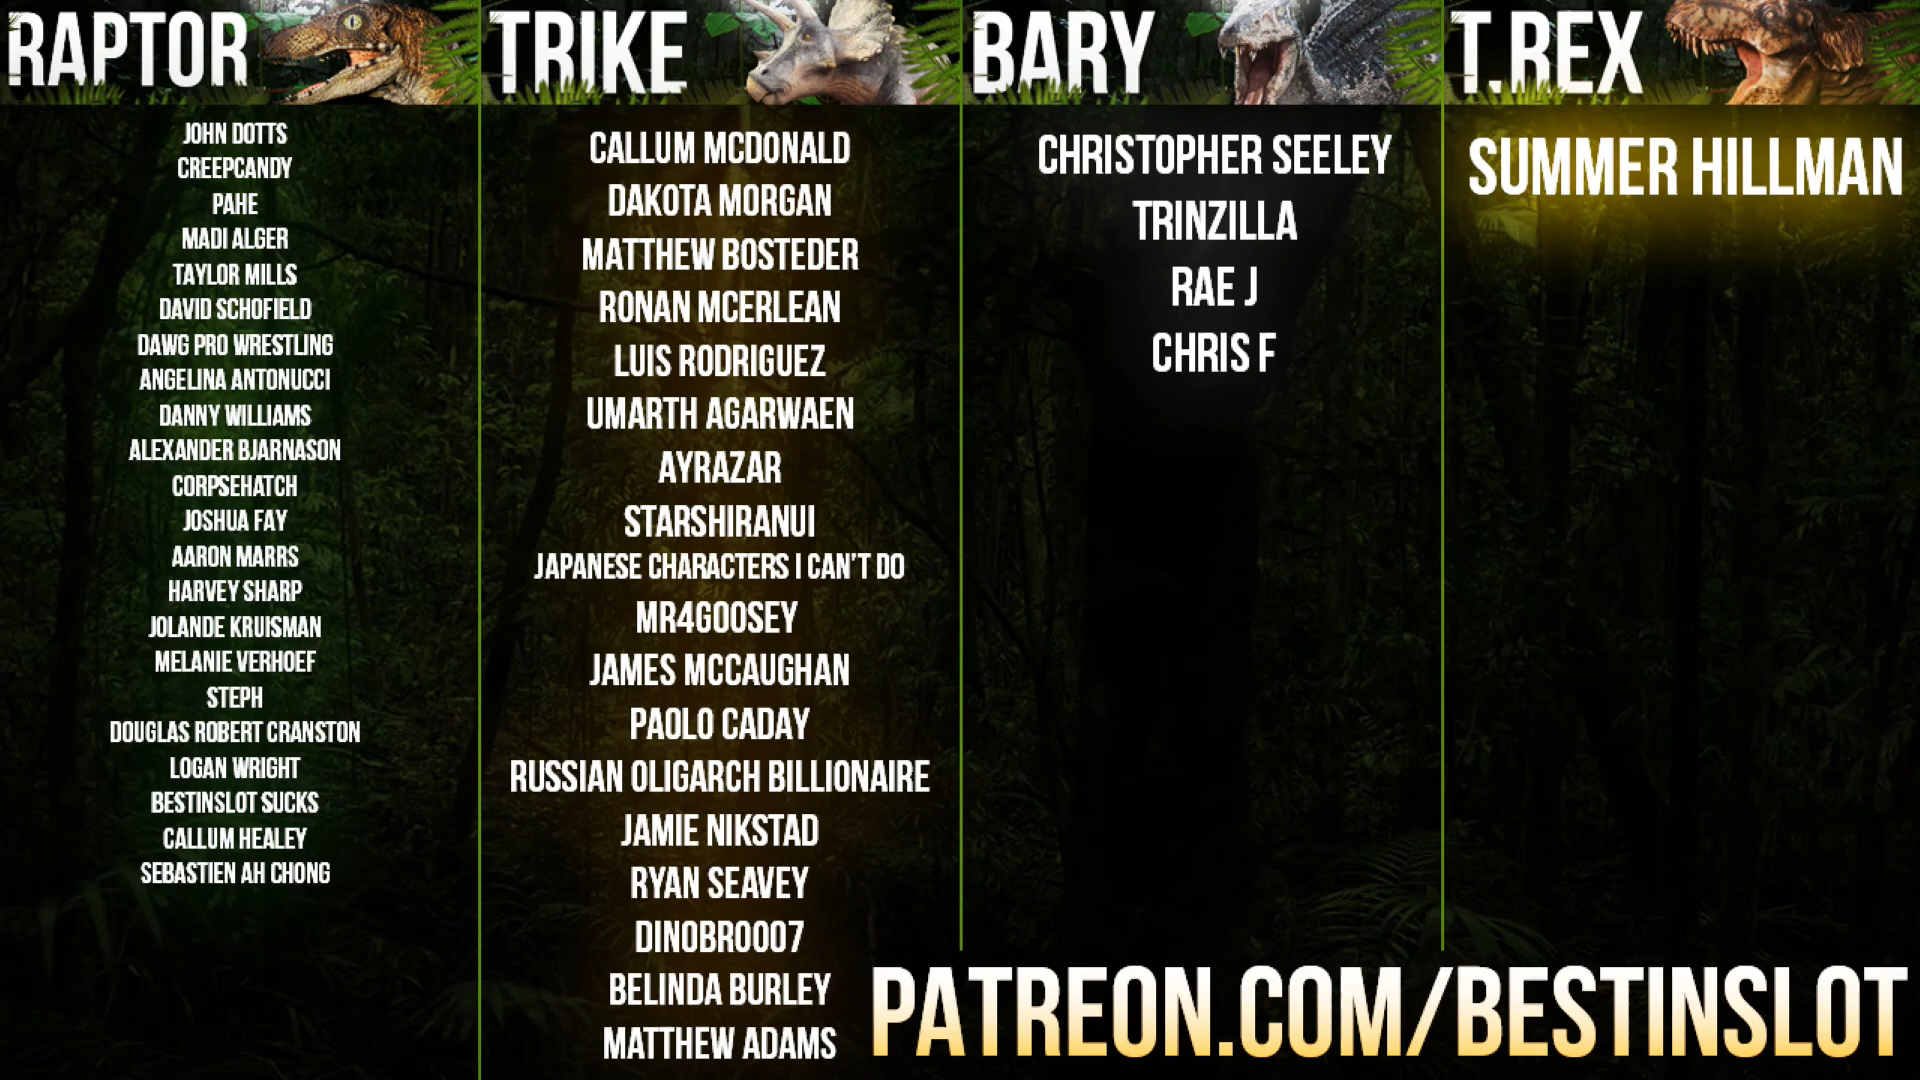 RAPTOR
JOHN DOTTS
CREEPCANDY
PAHE
MADI ALGER
TAYLOR MILLS
DAVID SCHOFIELD
DAWG PRO WRESTLING
ANGELINA ANTONUCCI
DANNY WILLIAMS
ALEXANDER BJARNASON
CORPSEHATCH
JOSHUA FAY
AARON MARRS
HARVEY SHARP
JOLANDE KRUISMAN
MELANIE VERHOEF
STEPH
DOUGLAS ROBERT CRANSTON
LOGAN WRIGHT
BESTINSLOT SUCKS
CALLUM HEALEY
SEBASTIEN AH CHONG
TRIKE
CALLUM MCDONALD
DAKOTA MORGAN
MATTHEW BOSTEDER
RONAN MCERLEAN
LUIS RODRIGUEZ
UMARTH AGARWAEN
AYRAZAR
STARSHIRANUI
JAPANESE CHARACTERS I CAN'T DO
MR4GOOSEY
JAMES MCCAUGHAN
PAOLO CADAY
RUSSIAN OLIGARCH BILLIONAIRE
JAMIE NIKSTAD
RYAN SEAVEY
DINOBRO007
BELINDA BURLEY
MATTHEW ADAMS
BARY
CHRISTOPHER SEELEY
TRINZILLA
RAE J
CHRIS F
T.REX
SUMMER HILLMAN
PATREON.COM/BESTINSLOT